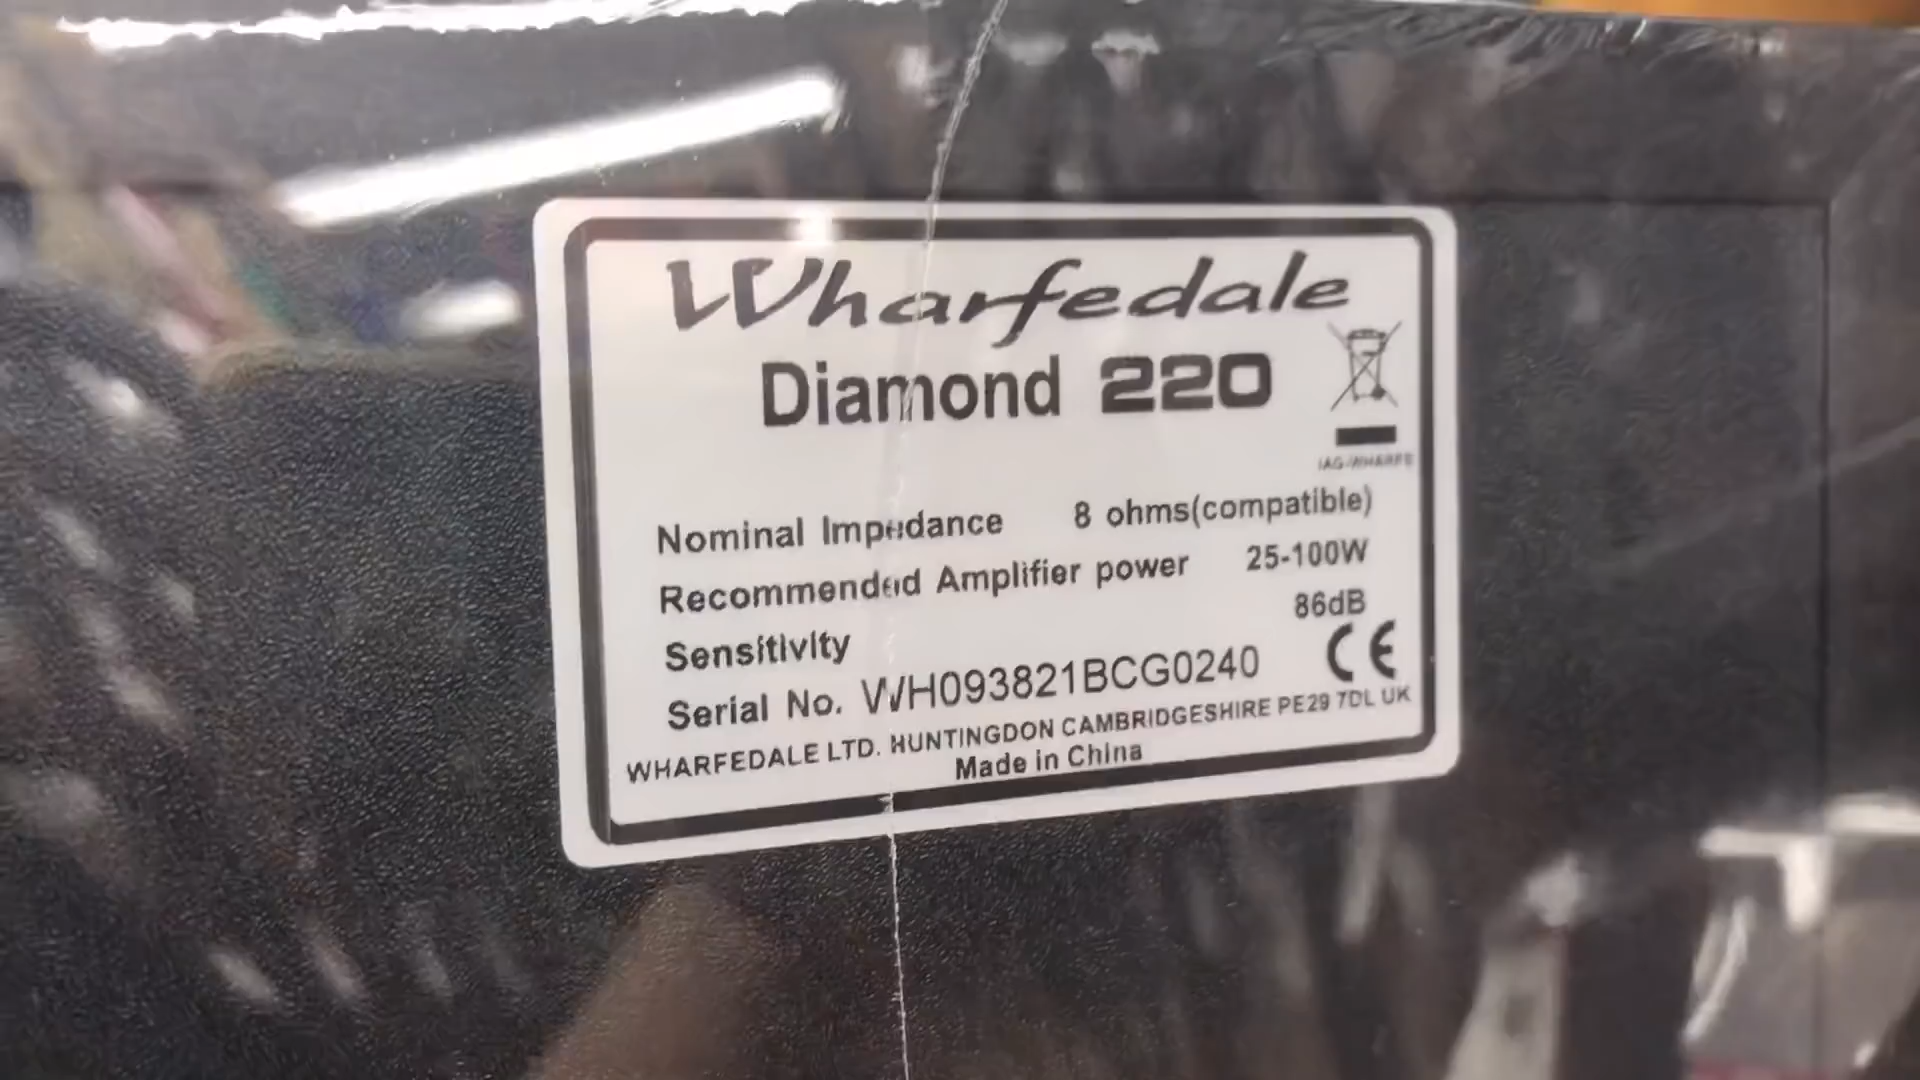 Wharfedale
Diamond 220
IAG-WHARFE
Nominal Impedance 8 ohms(compatible)
Recommended Amplifier power 25-100W
Sensitivity 86dB
Serial No. WH093821BCG0240 CE
WHARFEDALE LTD. HUNTINGDON CAMBRIDGESHIRE PE29 7DL UK
Made in China